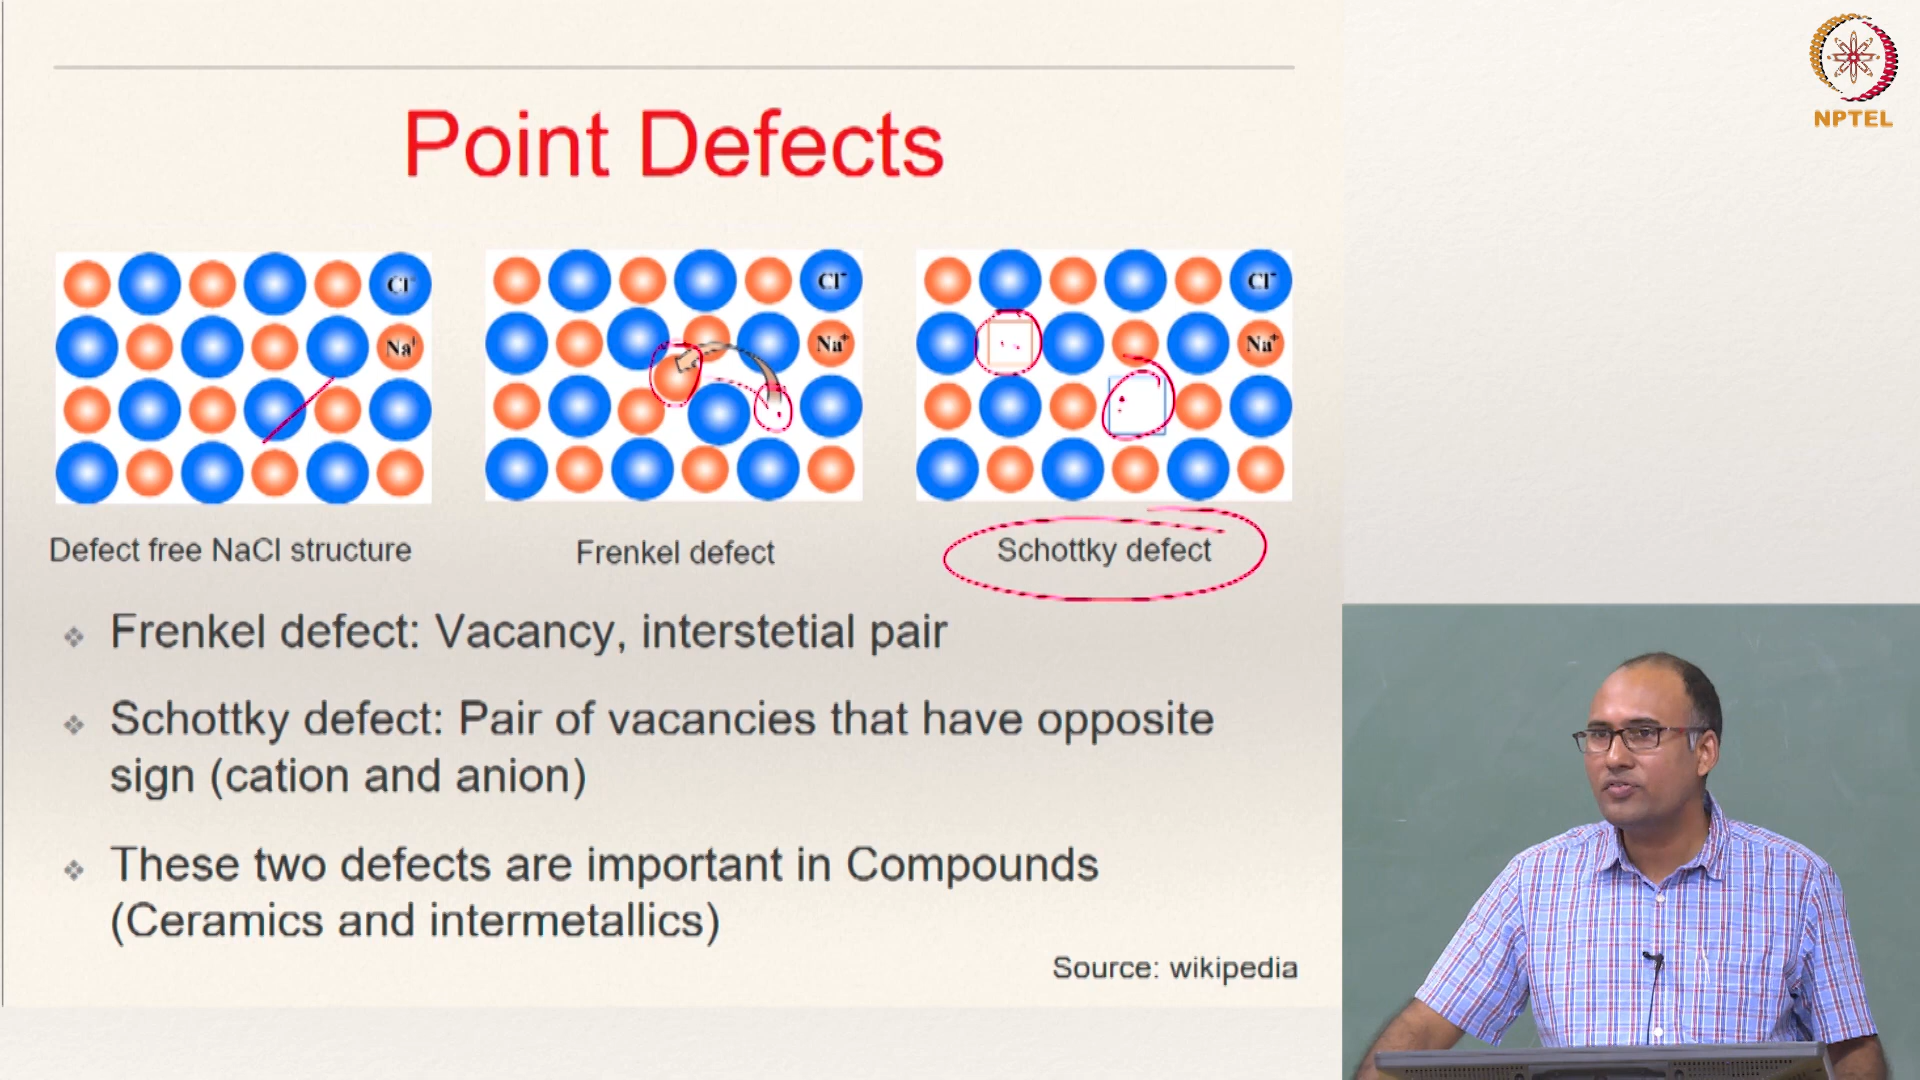 NPTEL
Point Defects
Cl⁻
Na⁺
Cl⁻
Na⁺
Cl⁻
Na⁺
Defect free NaCl structure
Frenkel defect
Schottky defect
Frenkel defect: Vacancy, interstetial pair
Schottky defect: Pair of vacancies that have opposite
sign (cation and anion)
These two defects are important in Compounds
(Ceramics and intermetallics)
Source: wikipedia